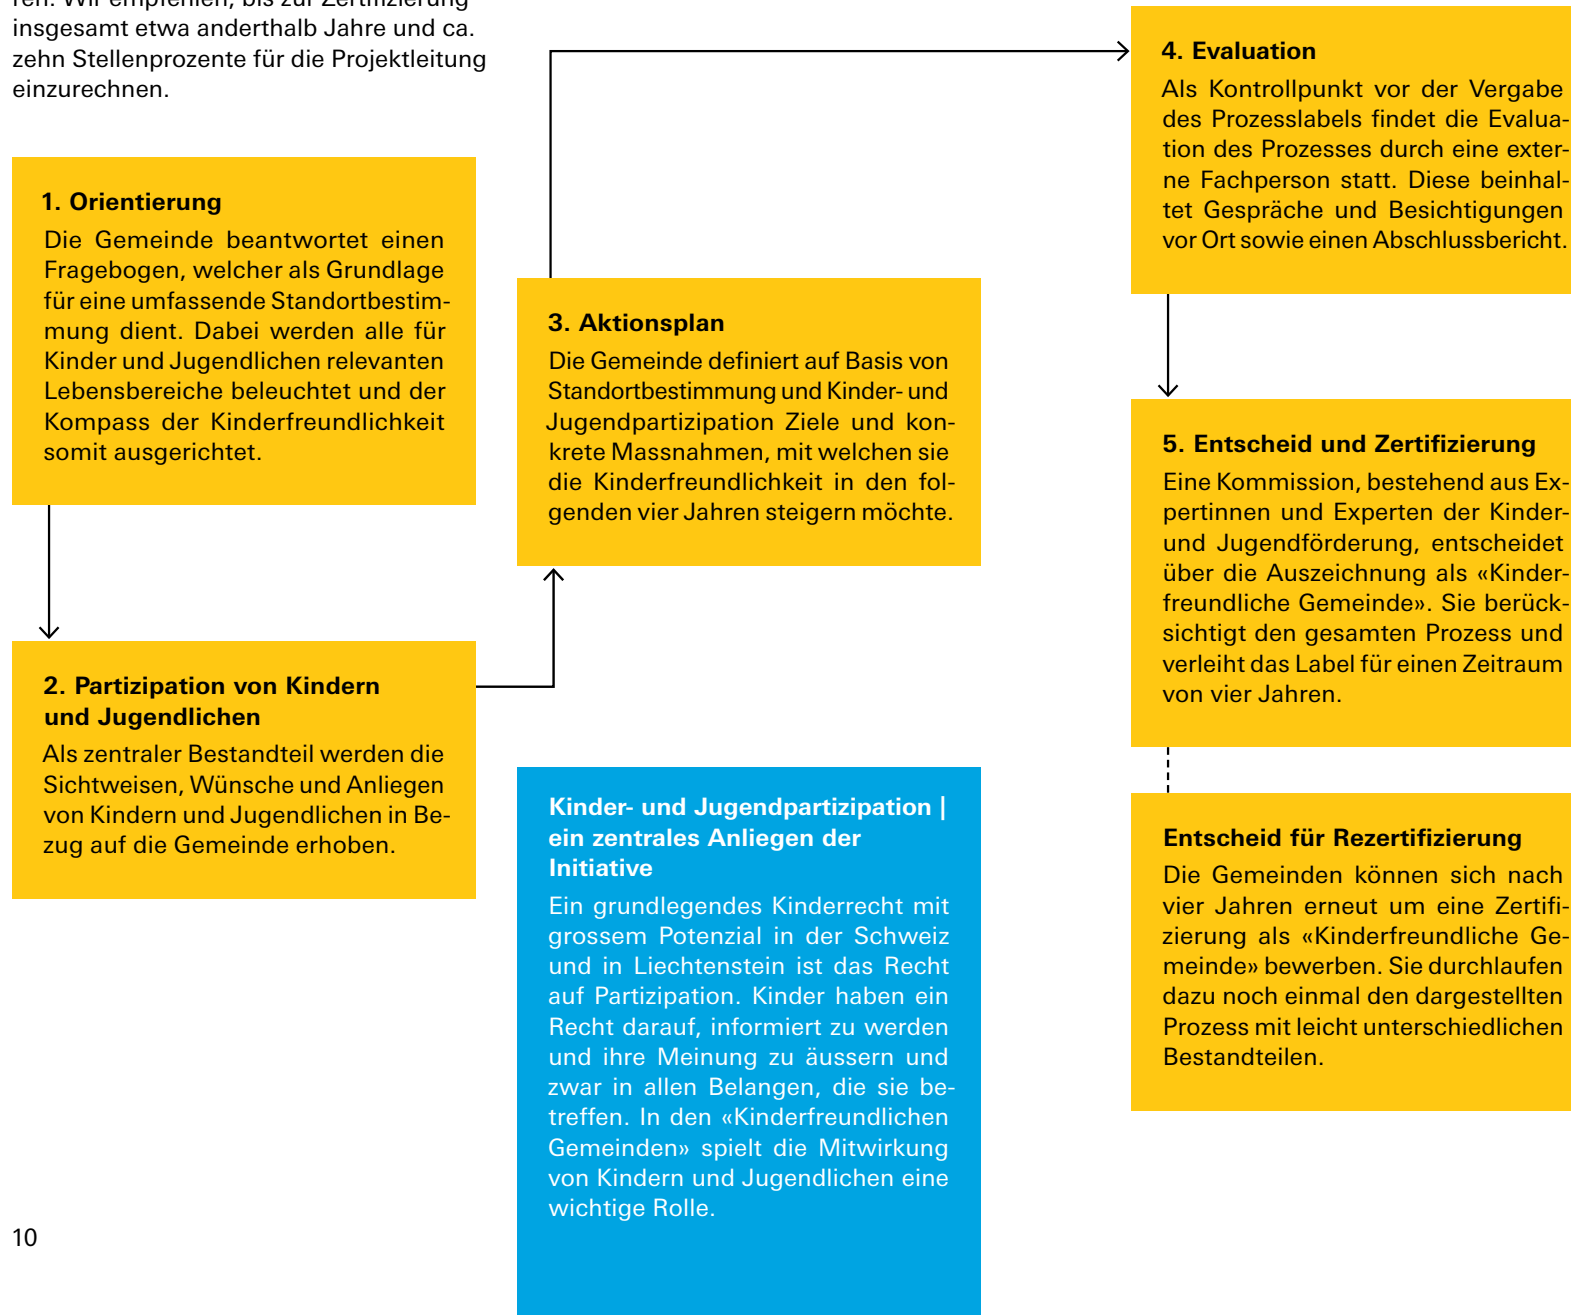 ren. Wir empfehlen, bis zur Zertifizierung
insgesamt etwa anderthalb Jahre und ca.
zehn Stellenprozente für die Projektleitung
einzurechnen.
1. Orientierung
Die Gemeinde beantwortet einen
Fragebogen, welcher als Grundlage
für eine umfassende Standortbestim-
mung dient. Dabei werden alle für
Kinder und Jugendlichen relevanten
Lebensbereiche beleuchtet und der
Kompass der Kinderfreundlichkeit
somit ausgerichtet.
2. Partizipation von Kindern
und Jugendlichen
Als zentraler Bestandteil werden die
Sichtweisen, Wünsche und Anliegen
von Kindern und Jugendlichen in Be-
zug auf die Gemeinde erhoben.
3. Aktionsplan
Die Gemeinde definiert auf Basis von
Standortbestimmung und Kinder- und
Jugendpartizipation Ziele und kon-
krete Massnahmen, mit welchen sie
die Kinderfreundlichkeit in den fol-
genden vier Jahren steigern möchte.
Kinder- und Jugendpartizipation |
ein zentrales Anliegen der
Initiative
Ein grundlegendes Kinderrecht mit
grossem Potenzial in der Schweiz
und in Liechtenstein ist das Recht
auf Partizipation. Kinder haben ein
Recht darauf, informiert zu werden
und ihre Meinung zu äussern und
zwar in allen Belangen, die sie be-
treffen. In den «Kinderfreundlichen
Gemeinden» spielt die Mitwirkung
von Kindern und Jugendlichen eine
wichtige Rolle.
4. Evaluation
Als Kontrollpunkt vor der Vergabe
des Prozesslabels findet die Evalua-
tion des Prozesses durch eine exter-
ne Fachperson statt. Diese beinhal-
tet Gespräche und Besichtigungen
vor Ort sowie einen Abschlussbericht.
5. Entscheid und Zertifizierung
Eine Kommission, bestehend aus Ex-
pertinnen und Experten der Kinder-
und Jugendförderung, entscheidet
über die Auszeichnung als «Kinder-
freundliche Gemeinde». Sie berück-
sichtigt den gesamten Prozess und
verleiht das Label für einen Zeitraum
von vier Jahren.
Entscheid für Rezertifizierung
Die Gemeinden können sich nach
vier Jahren erneut um eine Zertifi-
zierung als «Kinderfreundliche Ge-
meinde» bewerben. Sie durchlaufen
dazu noch einmal den dargestellten
Prozess mit leicht unterschiedlichen
Bestandteilen.
10